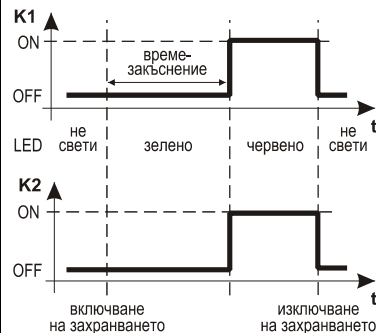 K1
ON
време-
закъснение
OFF
t
LED не свети зелено червено не свети
K2
ON
OFF
t
включване на захранването
изключване на захранването